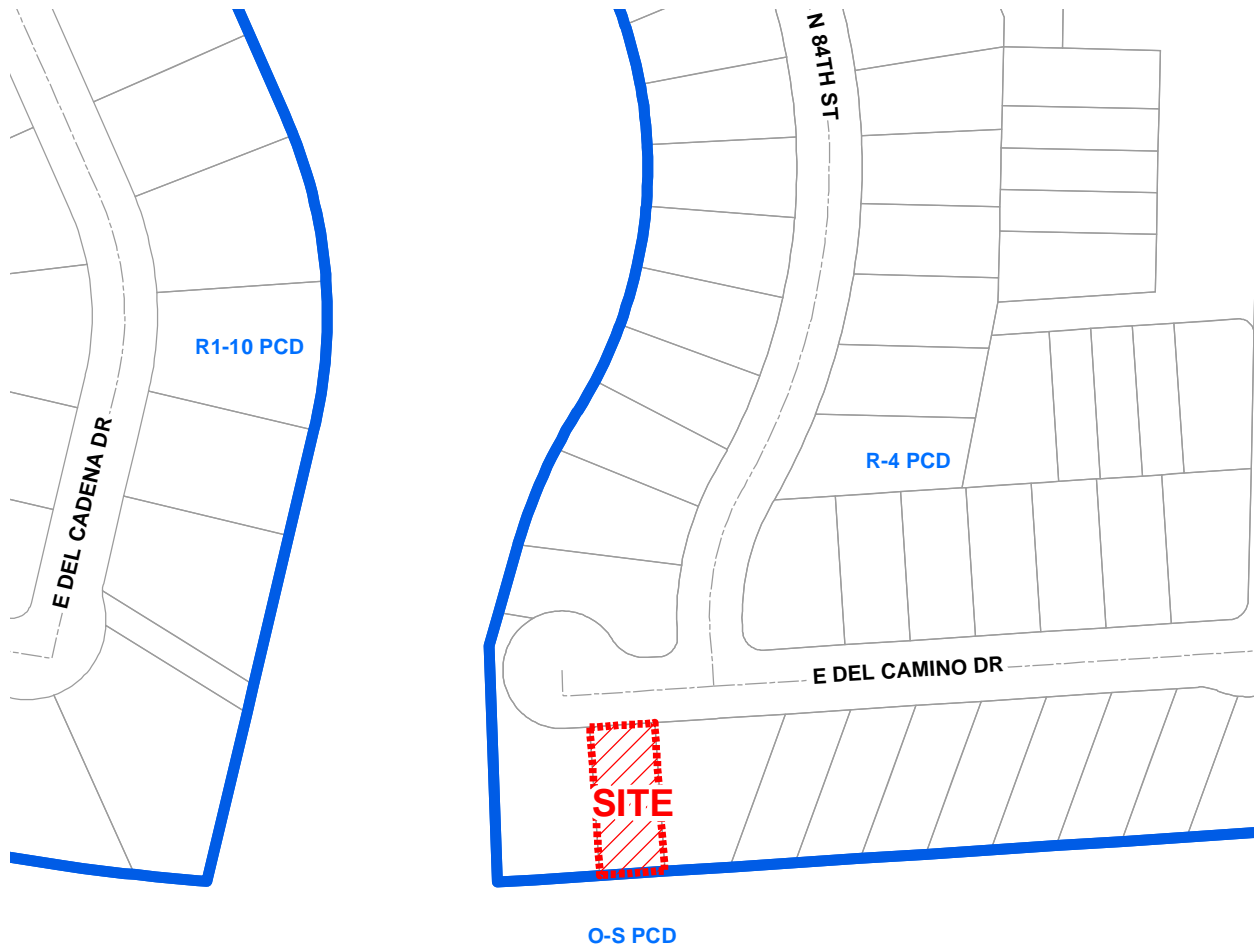 N 84TH ST
R1-10 PCD
R-4 PCD
E DEL CADENA DR
E DEL CAMINO DR
SITE
O-S PCD